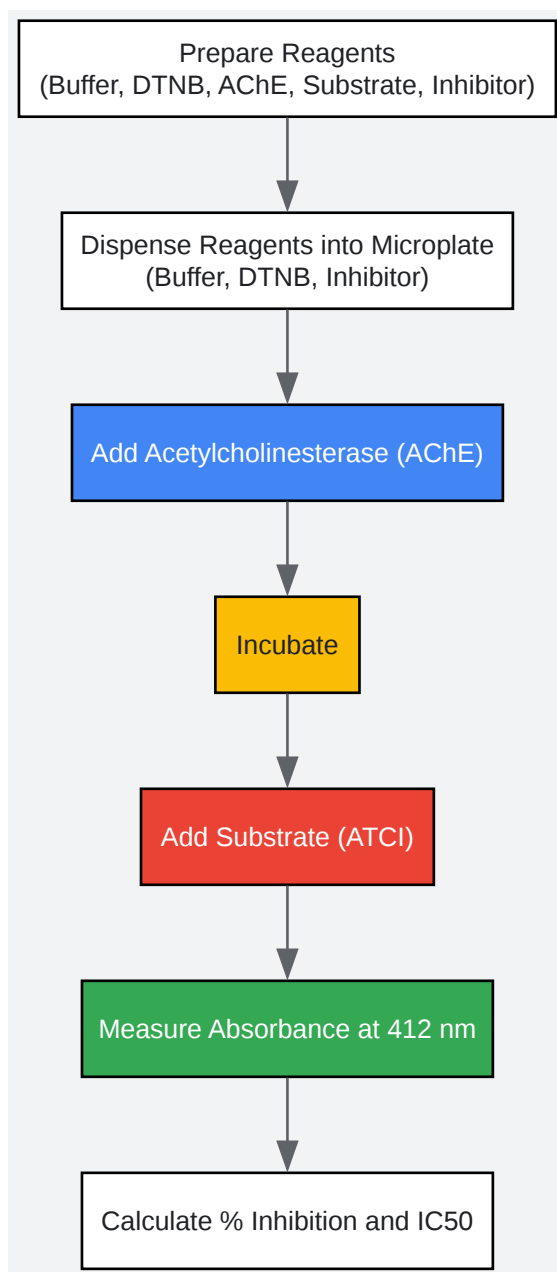 Prepare Reagents
(Buffer, DTNB, AChE, Substrate, Inhibitor)
Dispense Reagents into Microplate
(Buffer, DTNB, Inhibitor)
Add Acetylcholinesterase (AChE)
Incubate
Add Substrate (ATCI)
Measure Absorbance at 412 nm
Calculate % Inhibition and IC50